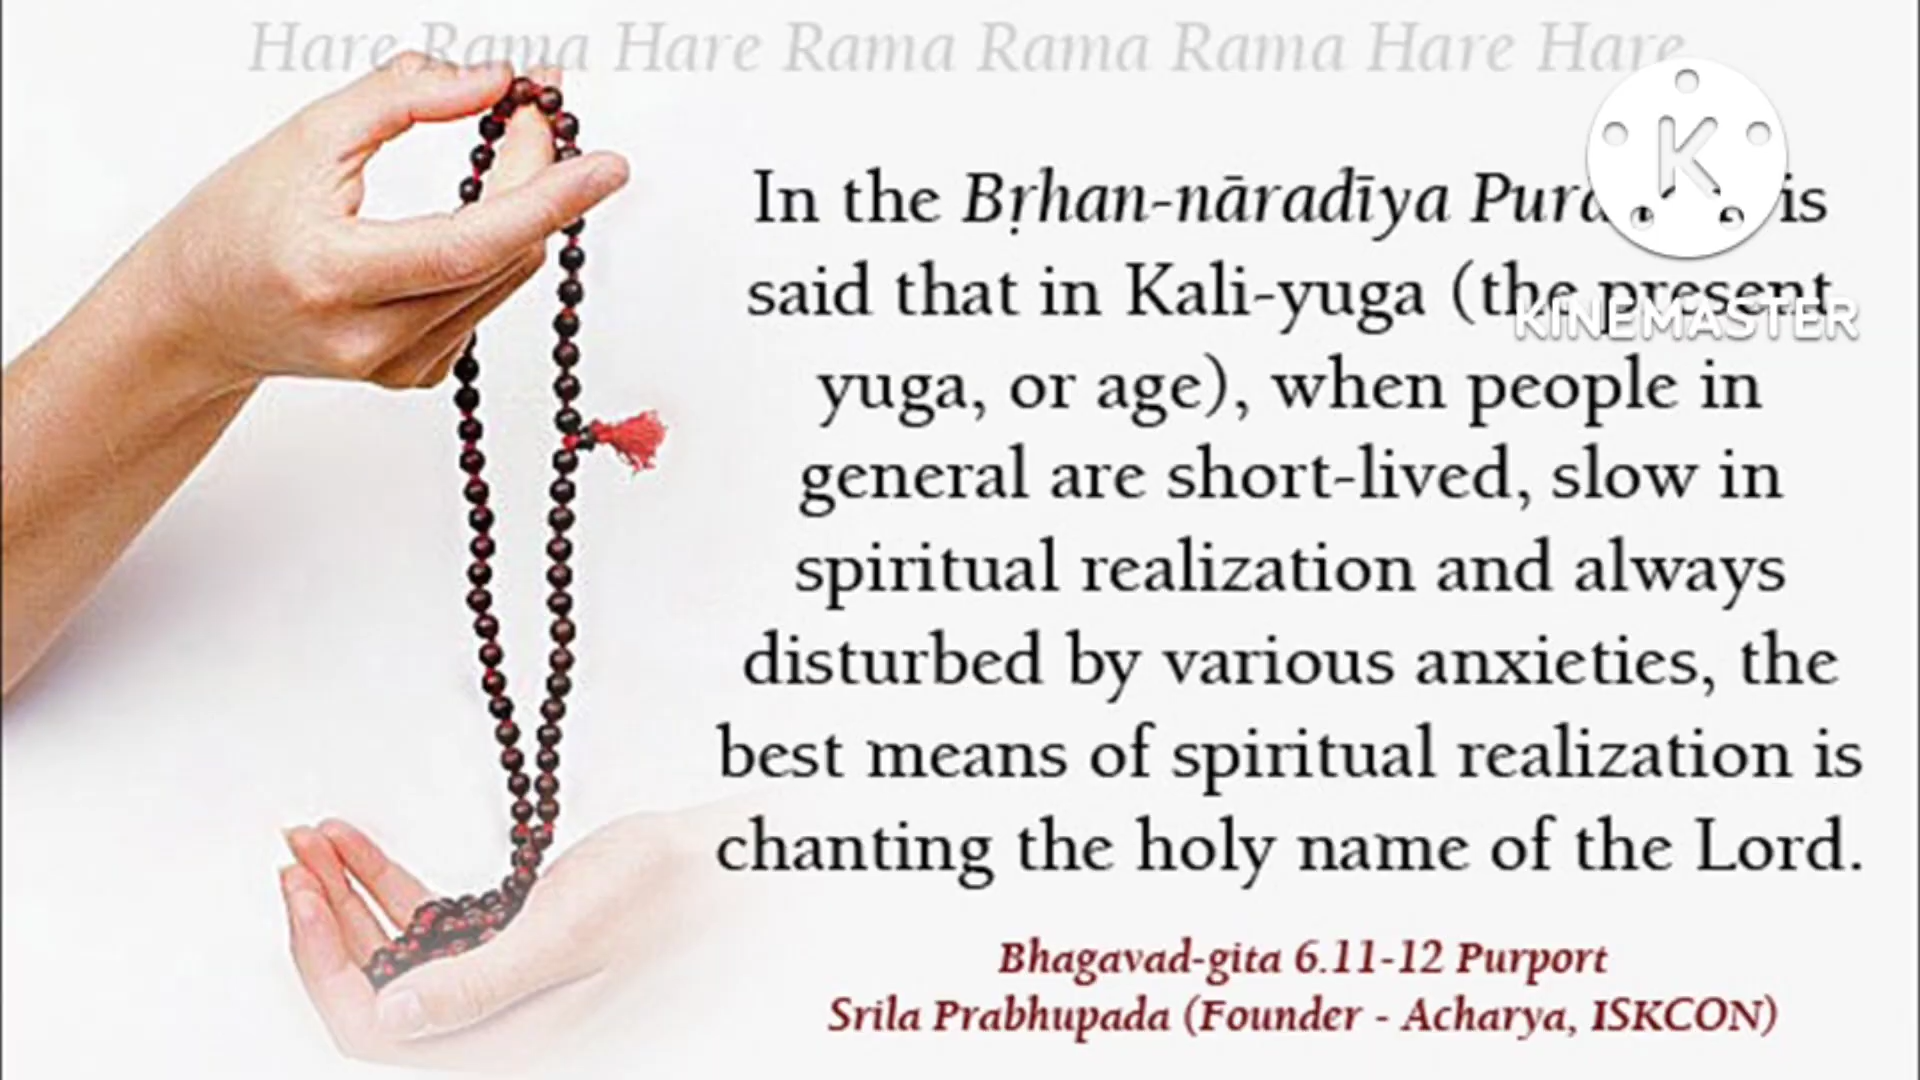 Hare Rama Hare Rama Rama Rama Hare Hare
In the Bṛhan-nāradīya is
said that in Kali-yuga (the present
yuga, or age), when people in
general are short-lived, slow in
spiritual realization and always
disturbed by various anxieties, the
best means of spiritual realization is
chanting the holy name of the Lord.
Bhagavad-gita 6.11-12 Purport
Srila Prabhupada (Founder - Acharya, ISKCON)
K
KINEMASTER